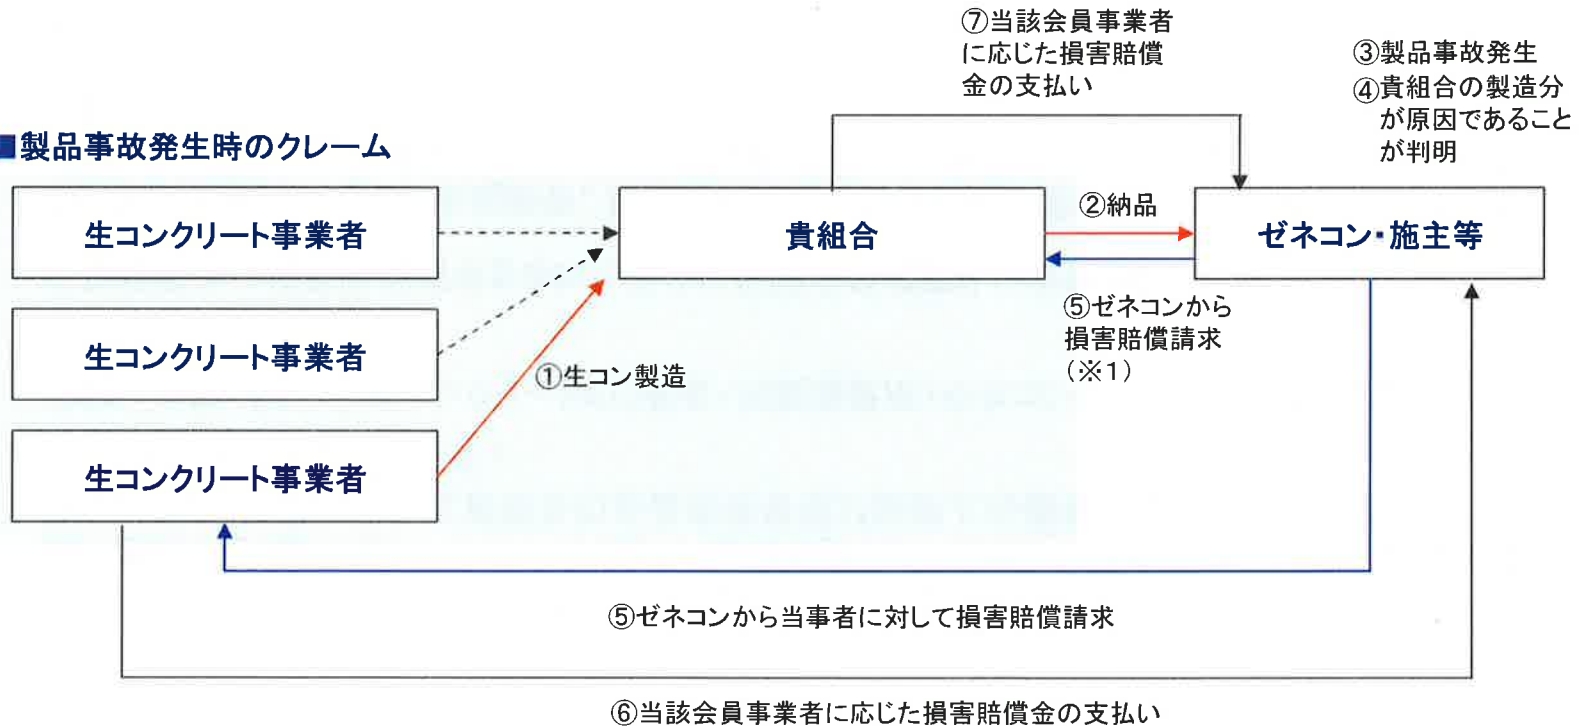 ⑦当該会員事業者
に応じた損害賠償
金の支払い
③製品事故発生
④貴組合の製造分
が原因であること
が判明
■製品事故発生時のクレーム
生コンクリート事業者
貴組合
②納品
ゼネコン・施主等
生コンクリート事業者
⑤ゼネコンから
損害賠償請求
(※1)
①生コン製造
生コンクリート事業者
⑤ゼネコンから当事者に対して損害賠償請求
⑥当該会員事業者に応じた損害賠償金の支払い